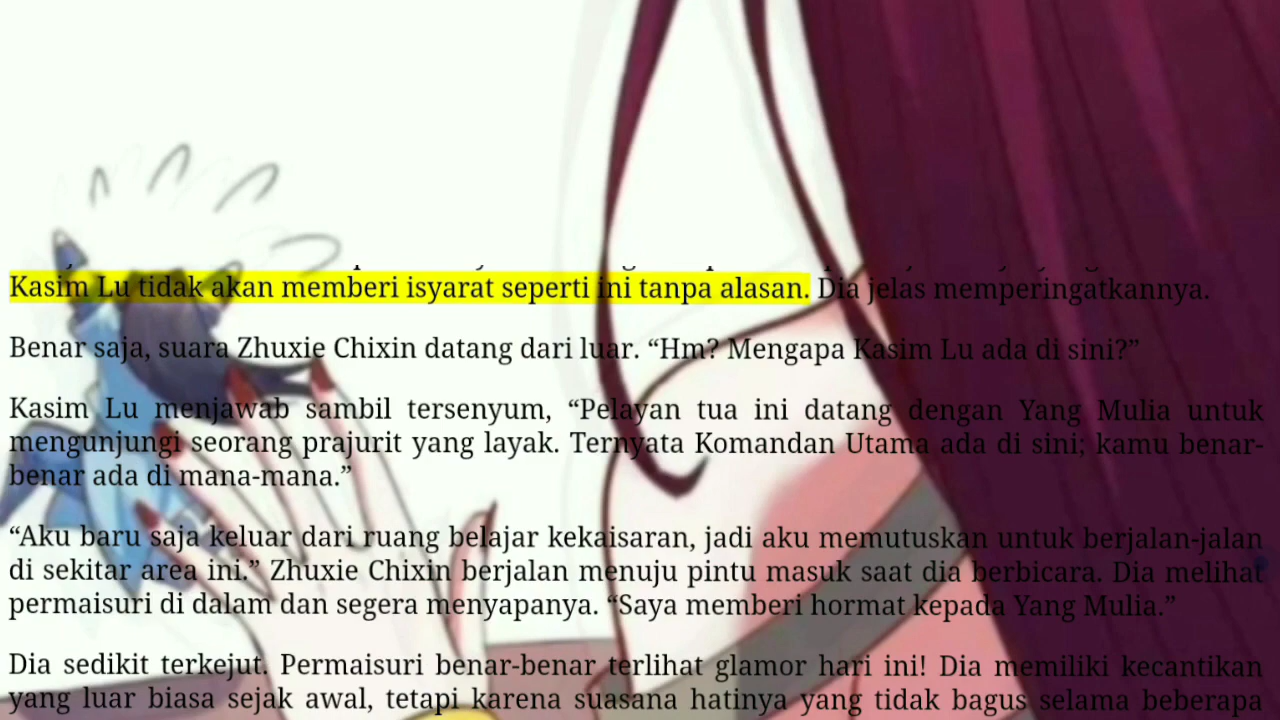 Kasim Lu tidak akan memberi isyarat seperti ini tanpa alasan. Dia jelas memperingatkannya.
Benar saja, suara Zhuxie Chixin datang dari luar. “Hm? Mengapa Kasim Lu ada di sini?”
Kasim Lu menjawab sambil tersenyum, “Pelayan tua ini datang dengan Yang Mulia untuk
mengunjungi seorang prajurit yang layak. Ternyata Komandan Utama ada di sini; kamu benar-
benar ada di mana-mana.”
“Aku baru saja keluar dari ruang belajar kekaisaran, jadi aku memutuskan untuk berjalan-jalan
di sekitar area ini.” Zhuxie Chixin berjalan menuju pintu masuk saat dia berbicara. Dia melihat
permaisuri di dalam dan segera menyapanya. “Saya memberi hormat kepada Yang Mulia.”
Dia sedikit terkejut. Permaisuri benar-benar terlihat glamor hari ini! Dia memiliki kecantikan
yang luar biasa sejak awal, tetapi karena suasana hatinya yang tidak bagus selama beberapa